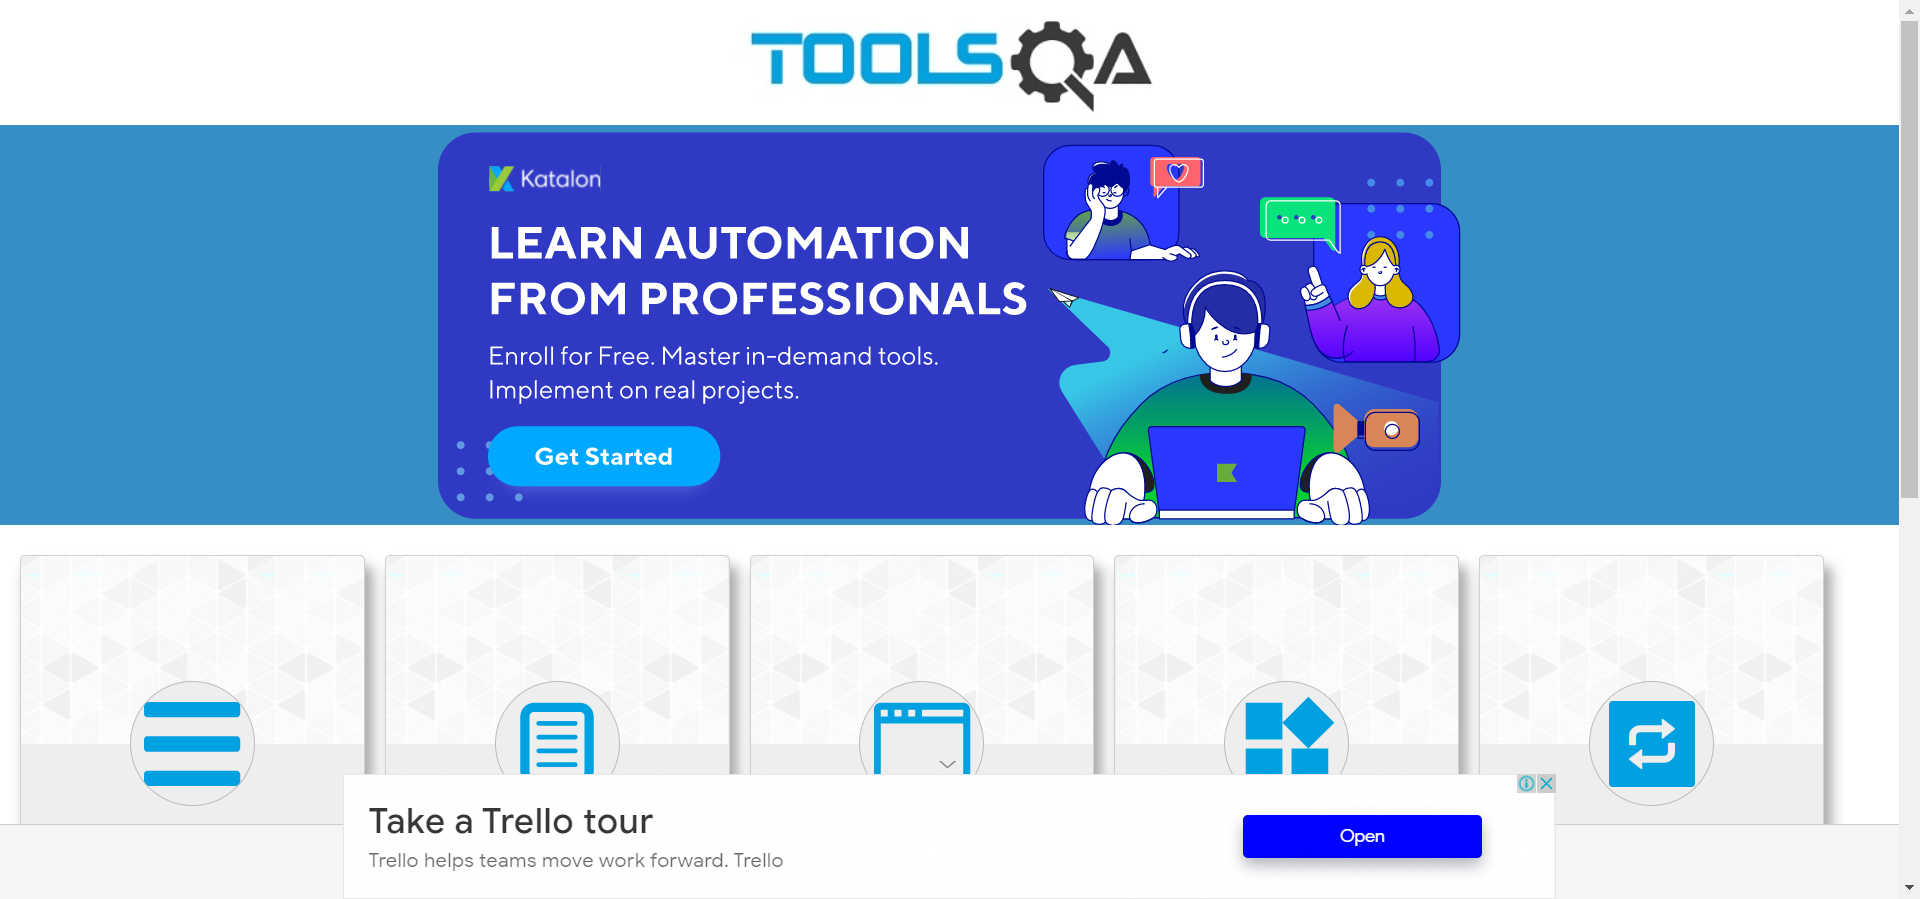 TOOLSQA
Katalon
LEARN AUTOMATION
FROM PROFESSIONALS
Enroll for Free. Master in-demand tools.
Implement on real projects.
Get Started
Take a Trello tour
Trello helps teams move work forward. Trello
Open